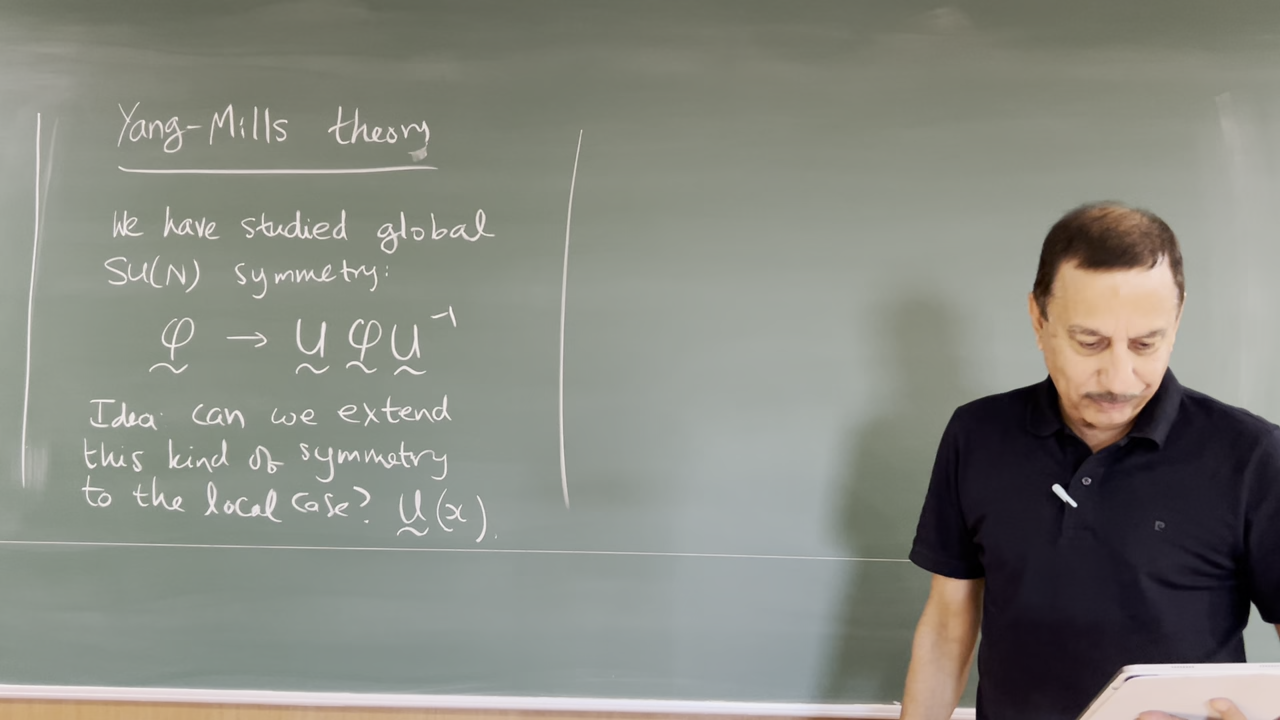 Yang-Mills theory
We have studied global
SU(N) symmetry:
φ → U φ U⁻¹
Idea: can we extend
this kind of symmetry
to the local case? U(x).